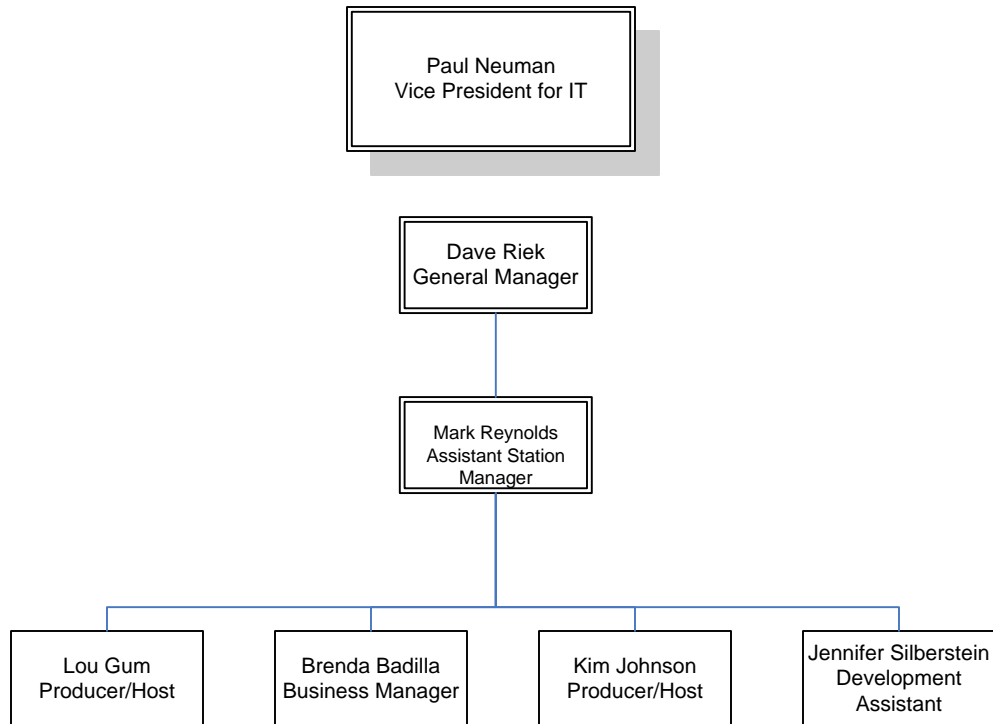 Paul Neuman
Vice President for IT
Dave Riek
General Manager
Mark Reynolds
Assistant Station
Manager
Lou Gum
Producer/Host
Brenda Badilla
Business Manager
Kim Johnson
Producer/Host
Jennifer Silberstein
Development
Assistant